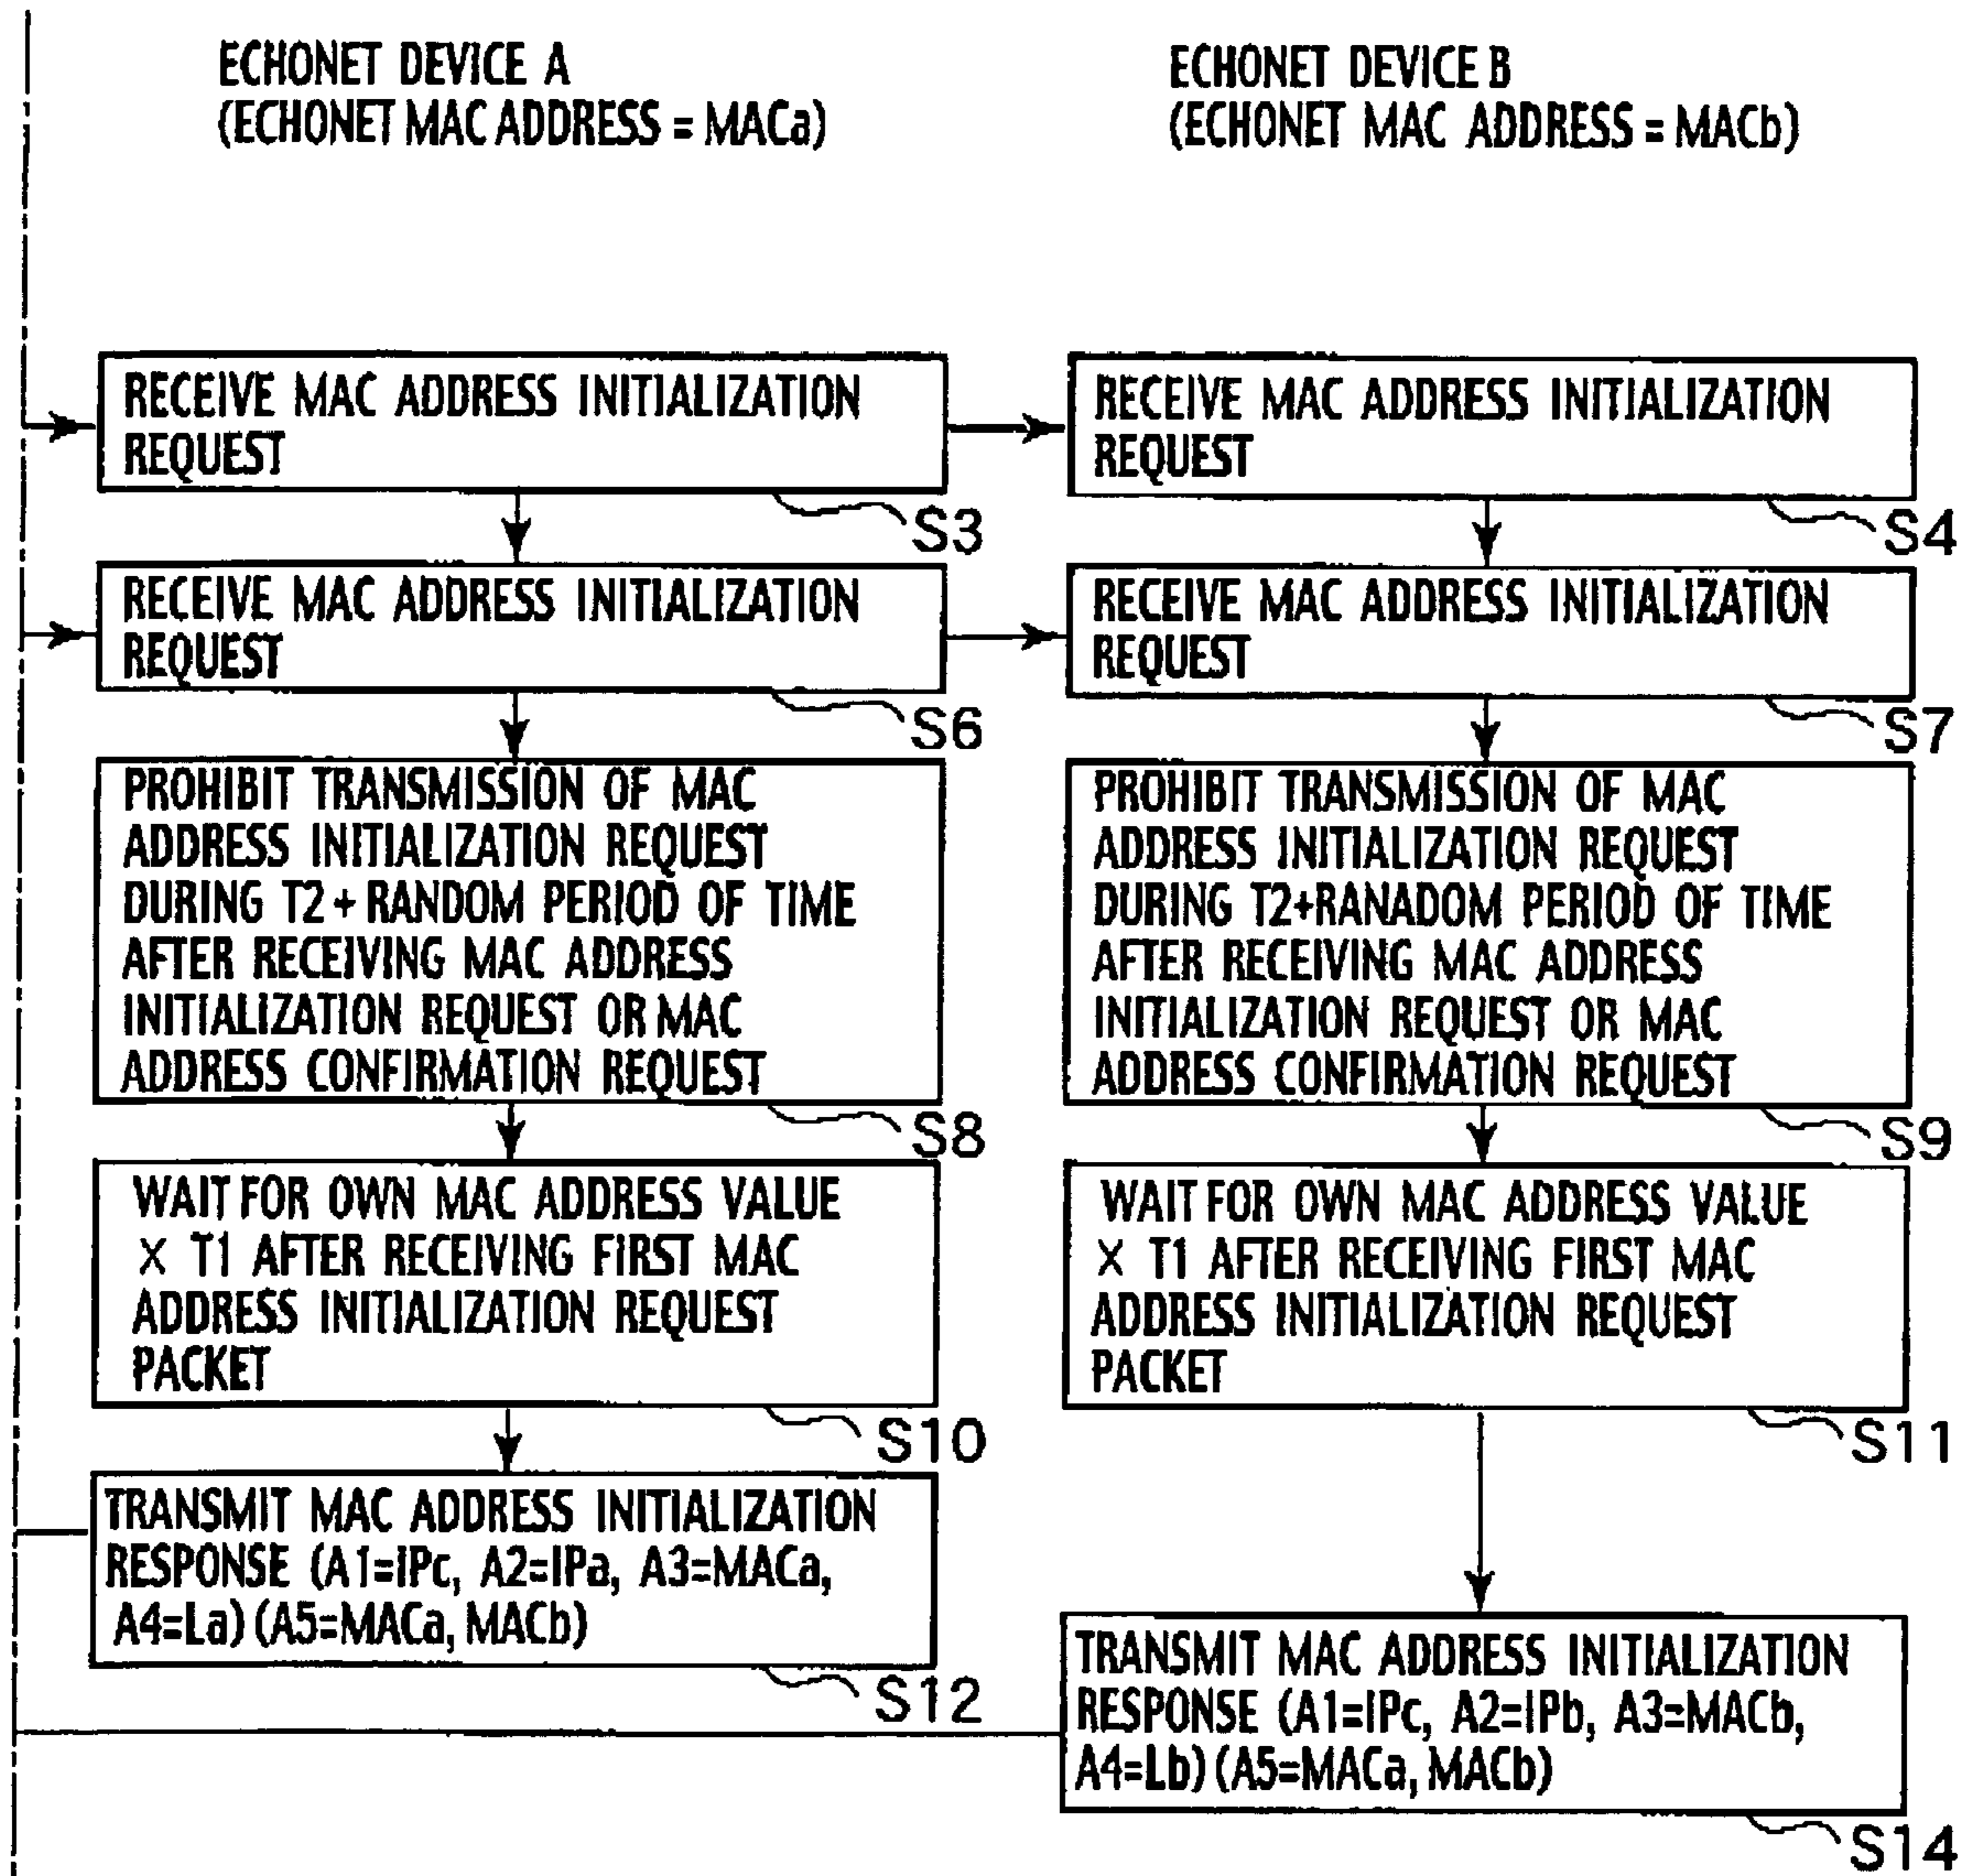 ECHONET DEVICE A
(ECHONET MAC ADDRESS = MACa)
ECHONET DEVICE B
(ECHONET MAC ADDRESS = MACb)
RECEIVE MAC ADDRESS INITIALIZATION
REQUEST
S3
RECEIVE MAC ADDRESS INITIALIZATION
REQUEST
S4
RECEIVE MAC ADDRESS INITIALIZATION
REQUEST
S6
RECEIVE MAC ADDRESS INITIALIZATION
REQUEST
S7
PROHIBIT TRANSMISSION OF MAC
ADDRESS INITIALIZATION REQUEST
DURING T2 + RANDOM PERIOD OF TIME
AFTER RECEIVING MAC ADDRESS
INITIALIZATION REQUEST OR MAC
ADDRESS CONFIRMATION REQUEST
S8
PROHIBIT TRANSMISSION OF MAC
ADDRESS INITIALIZATION REQUEST
DURING T2+RANADOM PERIOD OF TIME
AFTER RECEIVING MAC ADDRESS
INITIALIZATION REQUEST OR MAC
ADDRESS CONFIRMATION REQUEST
S9
WAIT FOR OWN MAC ADDRESS VALUE
× T1 AFTER RECEIVING FIRST MAC
ADDRESS INITIALIZATION REQUEST
PACKET
S10
WAIT FOR OWN MAC ADDRESS VALUE
× T1 AFTER RECEIVING FIRST MAC
ADDRESS INITIALIZATION REQUEST
PACKET
S11
TRANSMIT MAC ADDRESS INITIALIZATION
RESPONSE (A1=IPc, A2=IPa, A3=MACa,
A4=La) (A5=MACa, MACb)
S12
TRANSMIT MAC ADDRESS INITIALIZATION
RESPONSE (A1=IPc, A2=IPb, A3=MACb,
A4=Lb) (A5=MACa, MACb)
S14